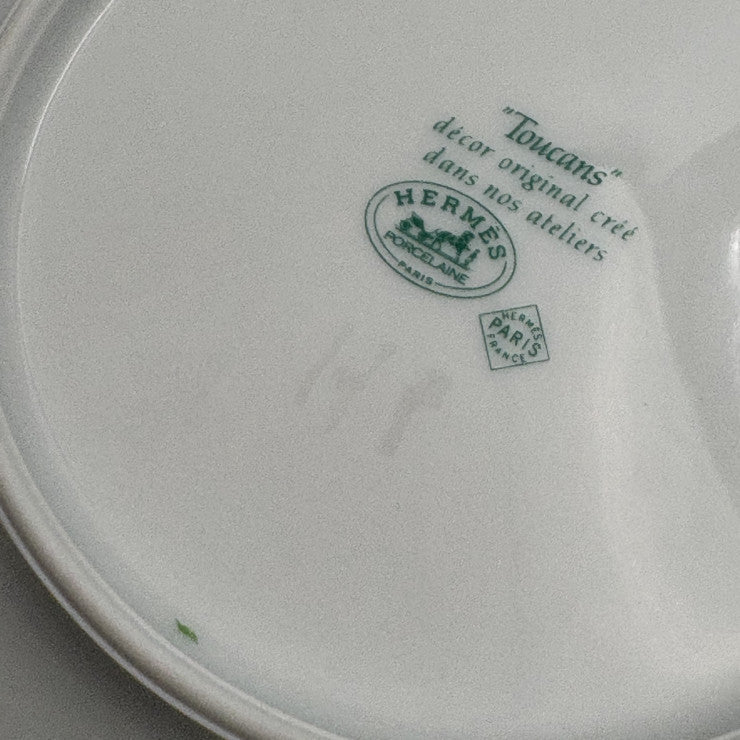 "Toucans"
décor original créé
dans nos ateliers
HERMÈS
PORCELAINE
PARIS
HERMÈS
PARIS
FRANCE